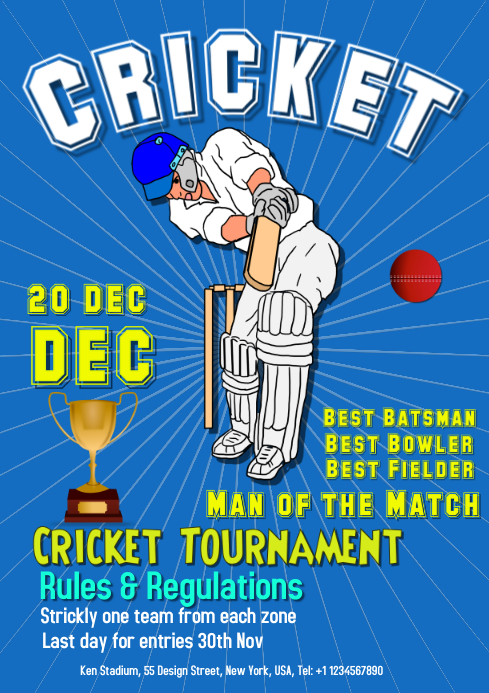 CRICKET
20 DEC
DEC
BEST BATSMAN
BEST BOWLER
BEST FIELDER
MAN OF THE MATCH
CRICKET TOURNAMENT
Rules & Regulations
Strickly one team from each zone
Last day for entries 30th Nov
Ken Stadium, 55 Design Street, New York, USA, Tel: +1 1234567890